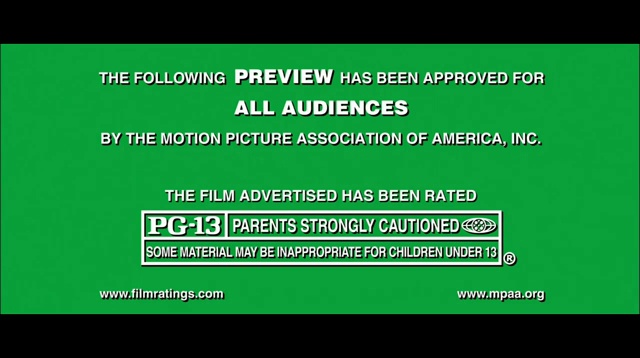 THE FOLLOWING PREVIEW HAS BEEN APPROVED FOR
ALL AUDIENCES
BY THE MOTION PICTURE ASSOCIATION OF AMERICA, INC.
THE FILM ADVERTISED HAS BEEN RATED
PG-13 PARENTS STRONGLY CAUTIONED
SOME MATERIAL MAY BE INAPPROPRIATE FOR CHILDREN UNDER 13 ®
www.filmratings.com www.mpaa.org